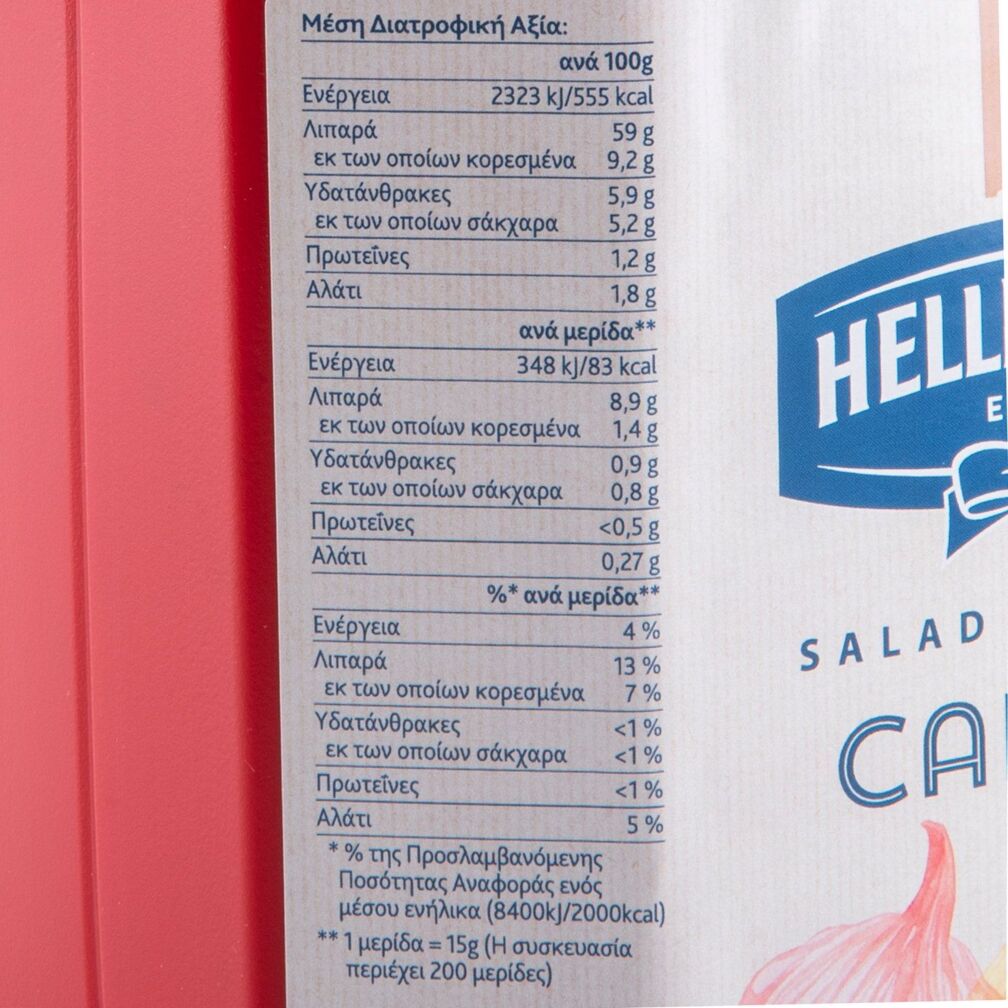 Μέση Διατροφική Αξία:
ανά 100g
Ενέργεια 2323 kJ/555 kcal
Λιπαρά 59 g
εκ των οποίων κορεσμένα 9,2 g
Υδατάνθρακες 5,9 g
εκ των οποίων σάκχαρα 5,2 g
Πρωτεΐνες 1,2 g
Αλάτι 1,8 g
ανά μερίδα**
Ενέργεια 348 kJ/83 kcal
Λιπαρά 8,9 g
εκ των οποίων κορεσμένα 1,4 g
Υδατάνθρακες 0,9 g
εκ των οποίων σάκχαρα 0,8 g
Πρωτεΐνες <0,5 g
Αλάτι 0,27 g
%* ανά μερίδα**
Ενέργεια 4 %
Λιπαρά 13 %
εκ των οποίων κορεσμένα 7 %
Υδατάνθρακες <1 %
εκ των οποίων σάκχαρα <1 %
Πρωτεΐνες <1 %
Αλάτι 5 %
* % της Προσλαμβανόμενης
Ποσότητας Αναφοράς ενός
μέσου ενήλικα (8400kJ/2000kcal)
** 1 μερίδα = 15g (Η συσκευασία
περιέχει 200 μερίδες)
HELL
SALAD
CA